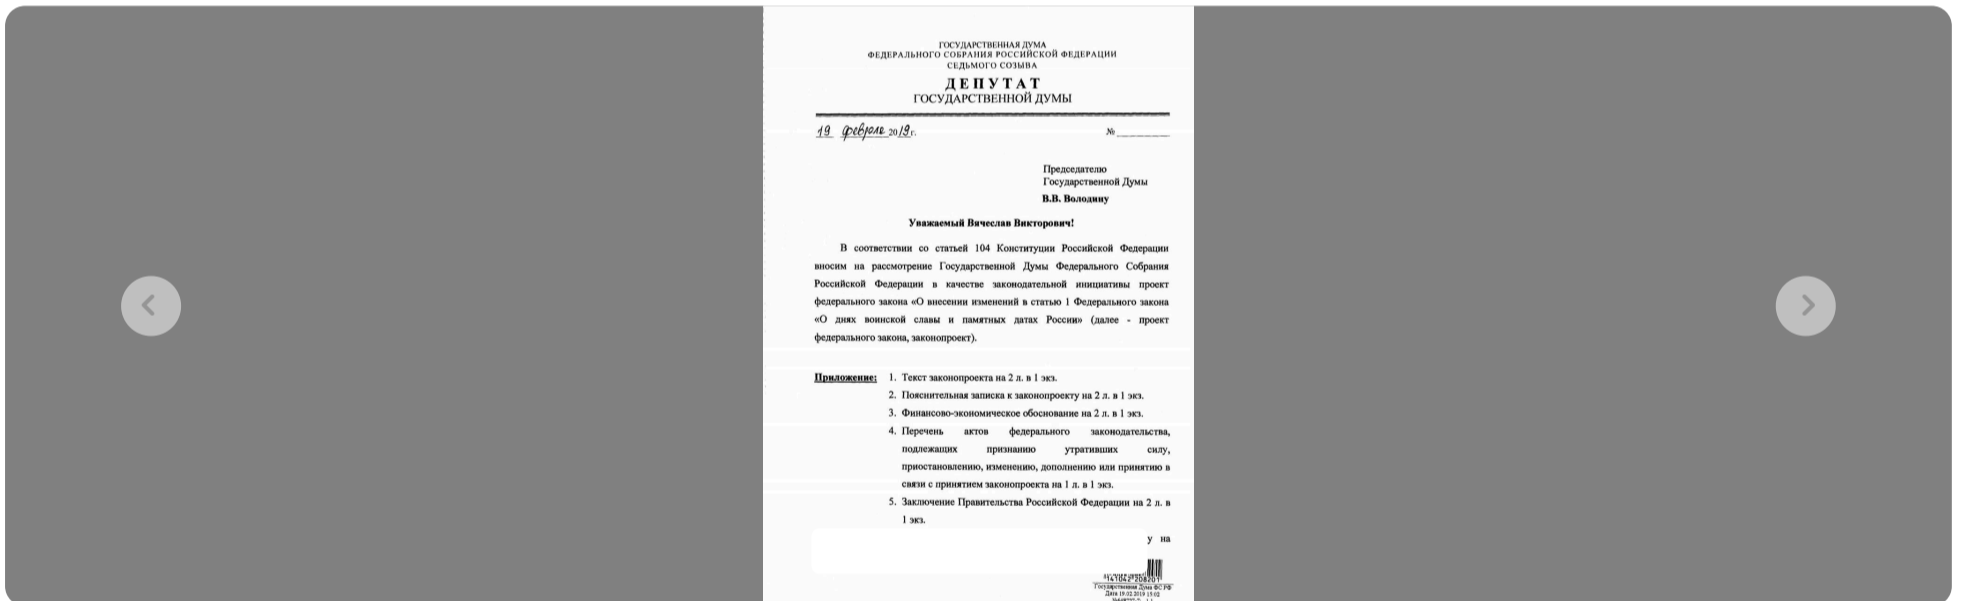 ГОСУДАРСТВЕННАЯ ДУМА
ФЕДЕРАЛЬНОГО СОБРАНИЯ РОССИЙСКОЙ ФЕДЕРАЦИИ
СЕДЬМОГО СОЗЫВА
ДЕПУТАТ
ГОСУДАРСТВЕННОЙ ДУМЫ
19 февраля 2019 г. №
Председателю
Государственной Думы
В.В. Володину
Уважаемый Вячеслав Викторович!
В соответствии со статьей 104 Конституции Российской Федерации
вносим на рассмотрение Государственной Думы Федерального Собрания
Российской Федерации в качестве законодательной инициативы проект
федерального закона «О внесении изменений в статью 1 Федерального закона
«О днях воинской славы и памятных датах России» (далее - проект
федерального закона, законопроект).
Приложение: 1. Текст законопроекта на 2 л. в 1 экз.
2. Пояснительная записка к законопроекту на 2 л. в 1 экз.
3. Финансово-экономическое обоснование на 2 л. в 1 экз.
4. Перечень актов федерального законодательства,
подлежащих признанию утративших силу,
приостановлению, изменению, дополнению или принятию в
связи с принятием законопроекта на 1 л. в 1 экз.
5. Заключение Правительства Российской Федерации на 2 л. в
1 экз.
у на
Государственная Дума ФС РФ
Дата 19.02.2019 15:02